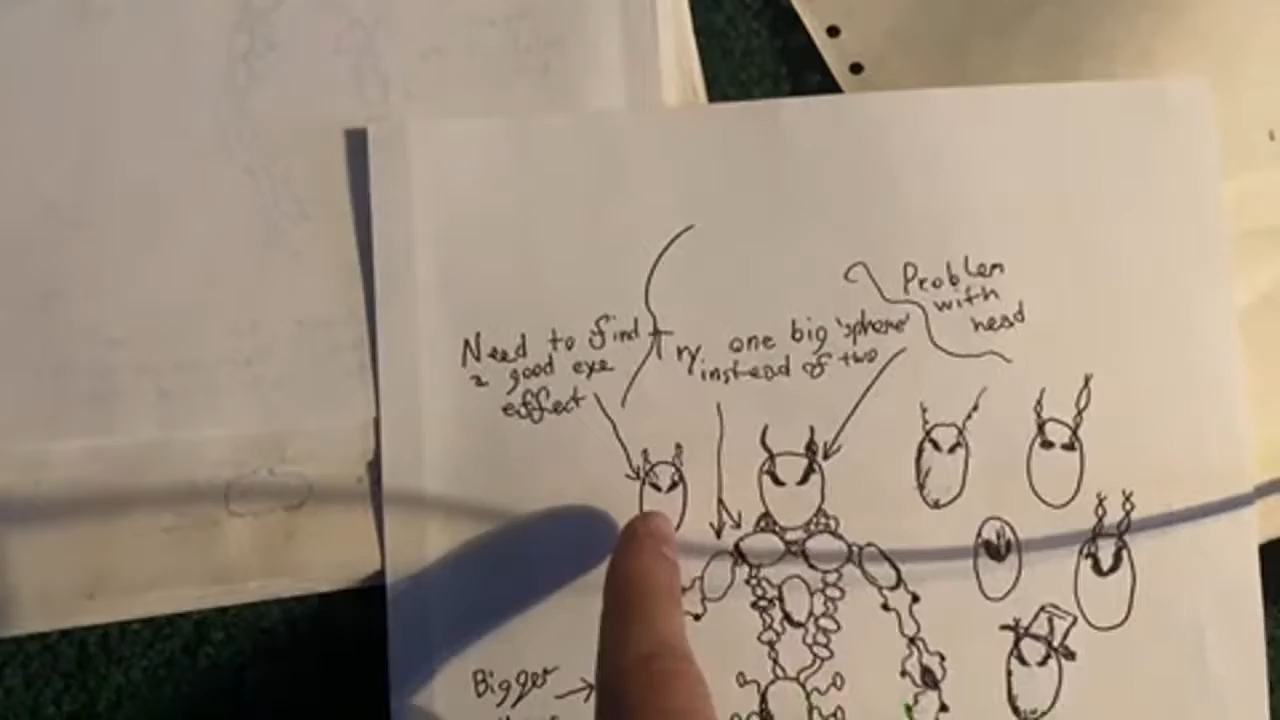 Need to find
a good eye
effect
Try one big 'sphere'
instead of two
Problem
with
head
Bigger